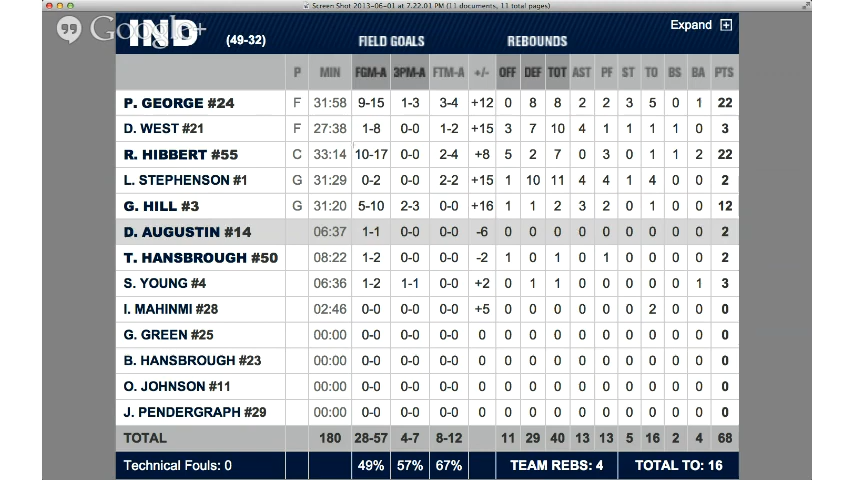 Screen Shot 2013-06-01 at 7.22.01 PM (11 documents, 11 total pages)
Google+
IND (49-32) FIELD GOALS REBOUNDS Expand
P MIN FGM-A 3PM-A FTM-A +/- OFF DEF TOT AST PF ST TO BS BA PTS
P. GEORGE #24 F 31:58 9-15 1-3 3-4 +12 0 8 8 2 2 3 5 0 1 22
D. WEST #21 F 27:38 1-8 0-0 1-2 +15 3 7 10 4 1 1 1 1 0 3
R. HIBBERT #55 C 33:14 10-17 0-0 2-4 +8 5 2 7 0 3 0 1 1 2 22
L. STEPHENSON #1 G 31:29 0-2 0-0 2-2 +15 1 10 11 4 4 1 4 0 0 2
G. HILL #3 G 31:20 5-10 2-3 0-0 +16 1 1 2 3 2 0 1 0 0 12
D. AUGUSTIN #14 06:37 1-1 0-0 0-0 -6 0 0 0 0 0 0 0 0 0 2
T. HANSBROUGH #50 08:22 1-2 0-0 0-0 -2 1 0 1 0 1 0 0 0 0 2
S. YOUNG #4 06:36 1-2 1-1 0-0 +2 0 1 1 0 0 0 0 0 1 3
I. MAHINMI #28 02:46 0-0 0-0 0-0 +5 0 0 0 0 0 0 2 0 0 0
G. GREEN #25 00:00 0-0 0-0 0-0 0 0 0 0 0 0 0 0 0 0 0
B. HANSBROUGH #23 00:00 0-0 0-0 0-0 0 0 0 0 0 0 0 0 0 0 0
O. JOHNSON #11 00:00 0-0 0-0 0-0 0 0 0 0 0 0 0 0 0 0 0
J. PENDERGRAPH #29 00:00 0-0 0-0 0-0 0 0 0 0 0 0 0 0 0 0 0
TOTAL 180 28-57 4-7 8-12 11 29 40 13 13 5 16 2 4 68
Technical Fouls: 0 49% 57% 67% TEAM REBS: 4 TOTAL TO: 16